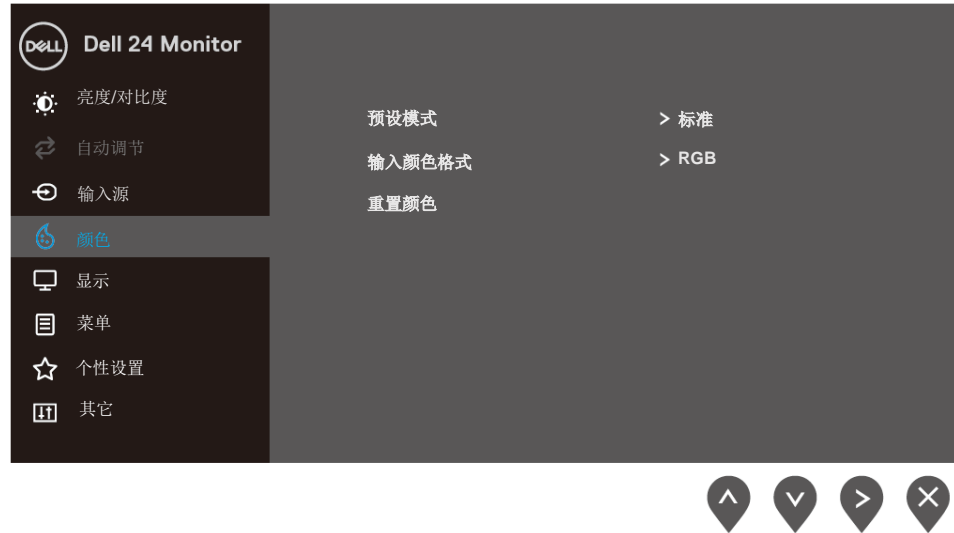 DELL Dell 24 Monitor
亮度/对比度
自动调节
输入源
颜色
显示
菜单
个性设置
其它
预设模式 > 标准
输入颜色格式 > RGB
重置颜色